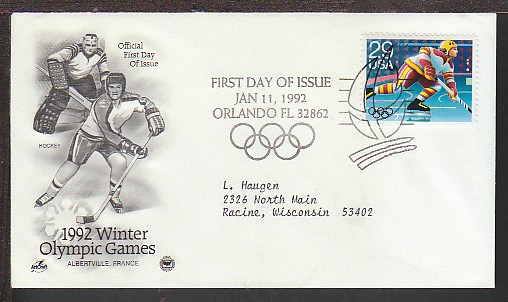 Official
First Day
Of Issue
HOCKEY
1992 Winter
Olympic Games
ALBERTVILLE, FRANCE
ArtCraft
FIRST DAY OF ISSUE
JAN 11, 1992
ORLANDO FL 32862
29
USA
L. Haugen
2326 North Main
Racine, Wisconsin 53402